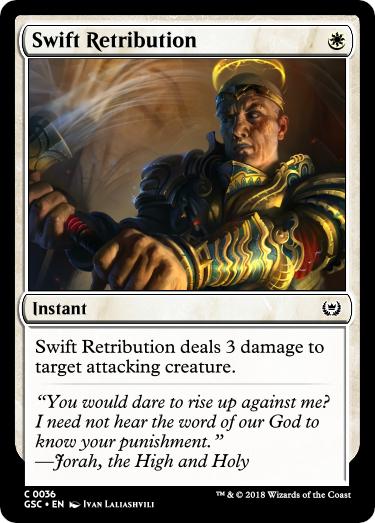 Swift Retribution
Instant
Swift Retribution deals 3 damage to
target attacking creature.
“You would dare to rise up against me?
I need not hear the word of our God to
know your punishment.”
—Jorah, the High and Holy
C 0036
GSC • EN Ivan Laliashvili
™ & © 2018 Wizards of the Coast